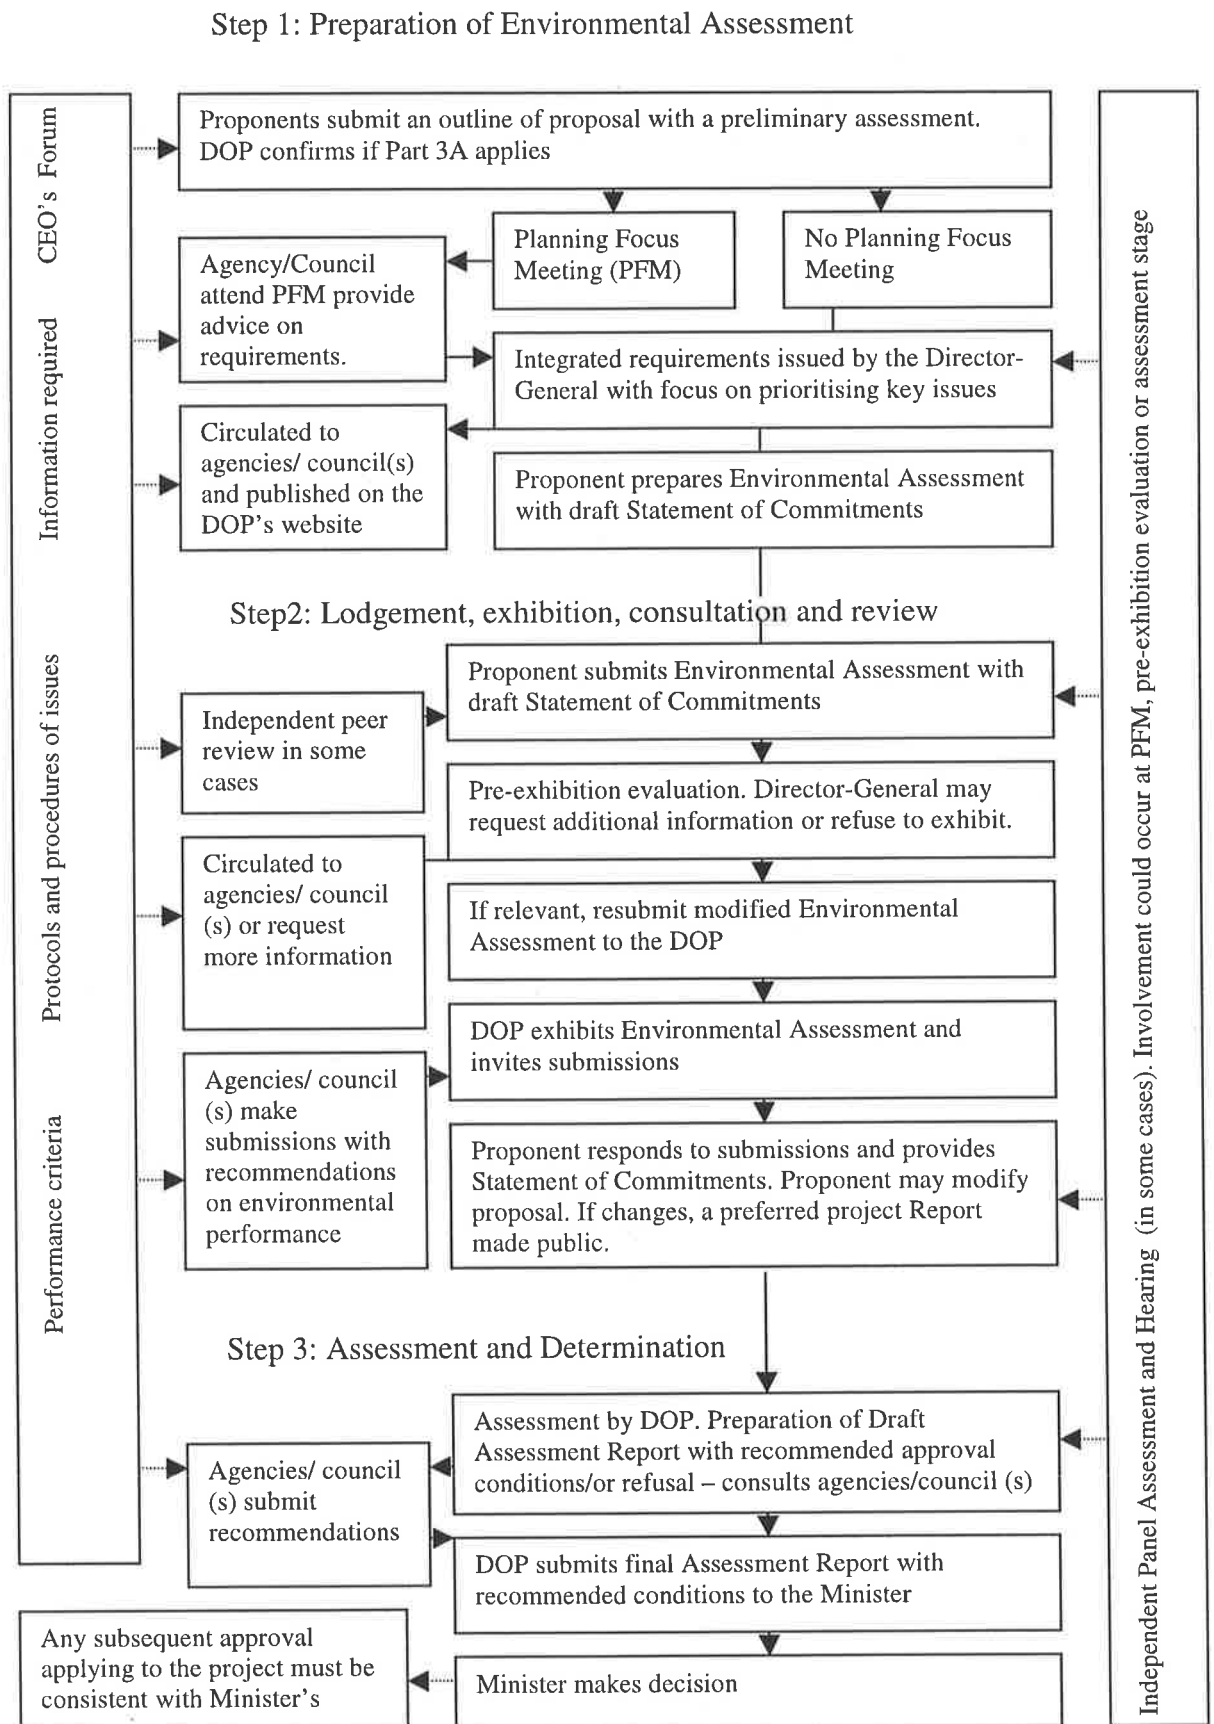 Step 1: Preparation of Environmental Assessment
CEO's Forum
Information required
Protocols and procedures of issues
Performance criteria
Proponents submit an outline of proposal with a preliminary assessment.
DOP confirms if Part 3A applies
Planning Focus
Meeting (PFM)
No Planning Focus
Meeting
Agency/Council
attend PFM provide
advice on
requirements.
Integrated requirements issued by the Director-
General with focus on prioritising key issues
Circulated to
agencies/ council(s)
and published on the
DOP's website
Proponent prepares Environmental Assessment
with draft Statement of Commitments
Step2: Lodgement, exhibition, consultation and review
Proponent submits Environmental Assessment with
draft Statement of Commitments
Independent peer
review in some
cases
Pre-exhibition evaluation. Director-General may
request additional information or refuse to exhibit.
Circulated to
agencies/ council
(s) or request
more information
If relevant, resubmit modified Environmental
Assessment to the DOP
DOP exhibits Environmental Assessment and
invites submissions
Agencies/ council
(s) make
submissions with
recommendations
on environmental
performance
Proponent responds to submissions and provides
Statement of Commitments. Proponent may modify
proposal. If changes, a preferred project Report
made public.
Step 3: Assessment and Determination
Assessment by DOP. Preparation of Draft
Assessment Report with recommended approval
conditions/or refusal – consults agencies/council (s)
Agencies/ council
(s) submit
recommendations
DOP submits final Assessment Report with
recommended conditions to the Minister
Any subsequent approval
applying to the project must be
consistent with Minister's
Minister makes decision
Independent Panel Assessment and Hearing (in some cases). Involvement could occur at PFM, pre-exhibition evaluation or assessment stage